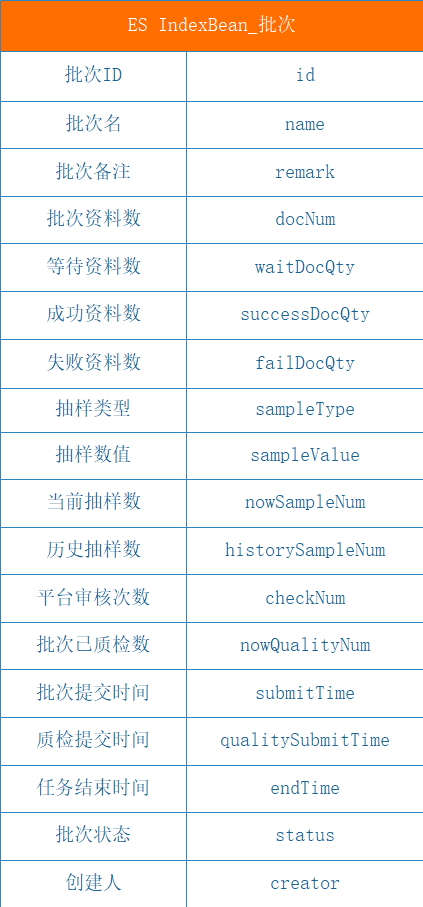 ES IndexBean_批次
批次ID id
批次名 name
批次备注 remark
批次资料数 docNum
等待资料数 waitDocQty
成功资料数 successDocQty
失败资料数 failDocQty
抽样类型 sampleType
抽样数值 sampleValue
当前抽样数 nowSampleNum
历史抽样数 historySampleNum
平台审核次数 checkNum
批次已质检数 nowQualityNum
批次提交时间 submitTime
质检提交时间 qualitySubmitTime
任务结束时间 endTime
批次状态 status
创建人 creator